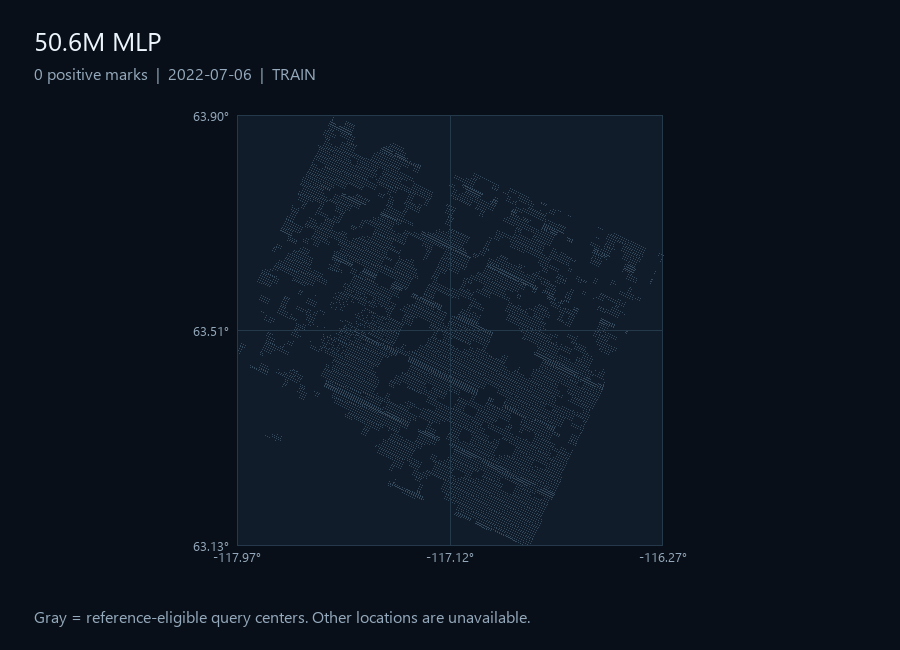 50.6M MLP
0 positive marks | 2022-07-06 | TRAIN
63.90°
63.51°
63.13°
-117.97° -117.12° -116.27°
Gray = reference-eligible query centers. Other locations are unavailable.